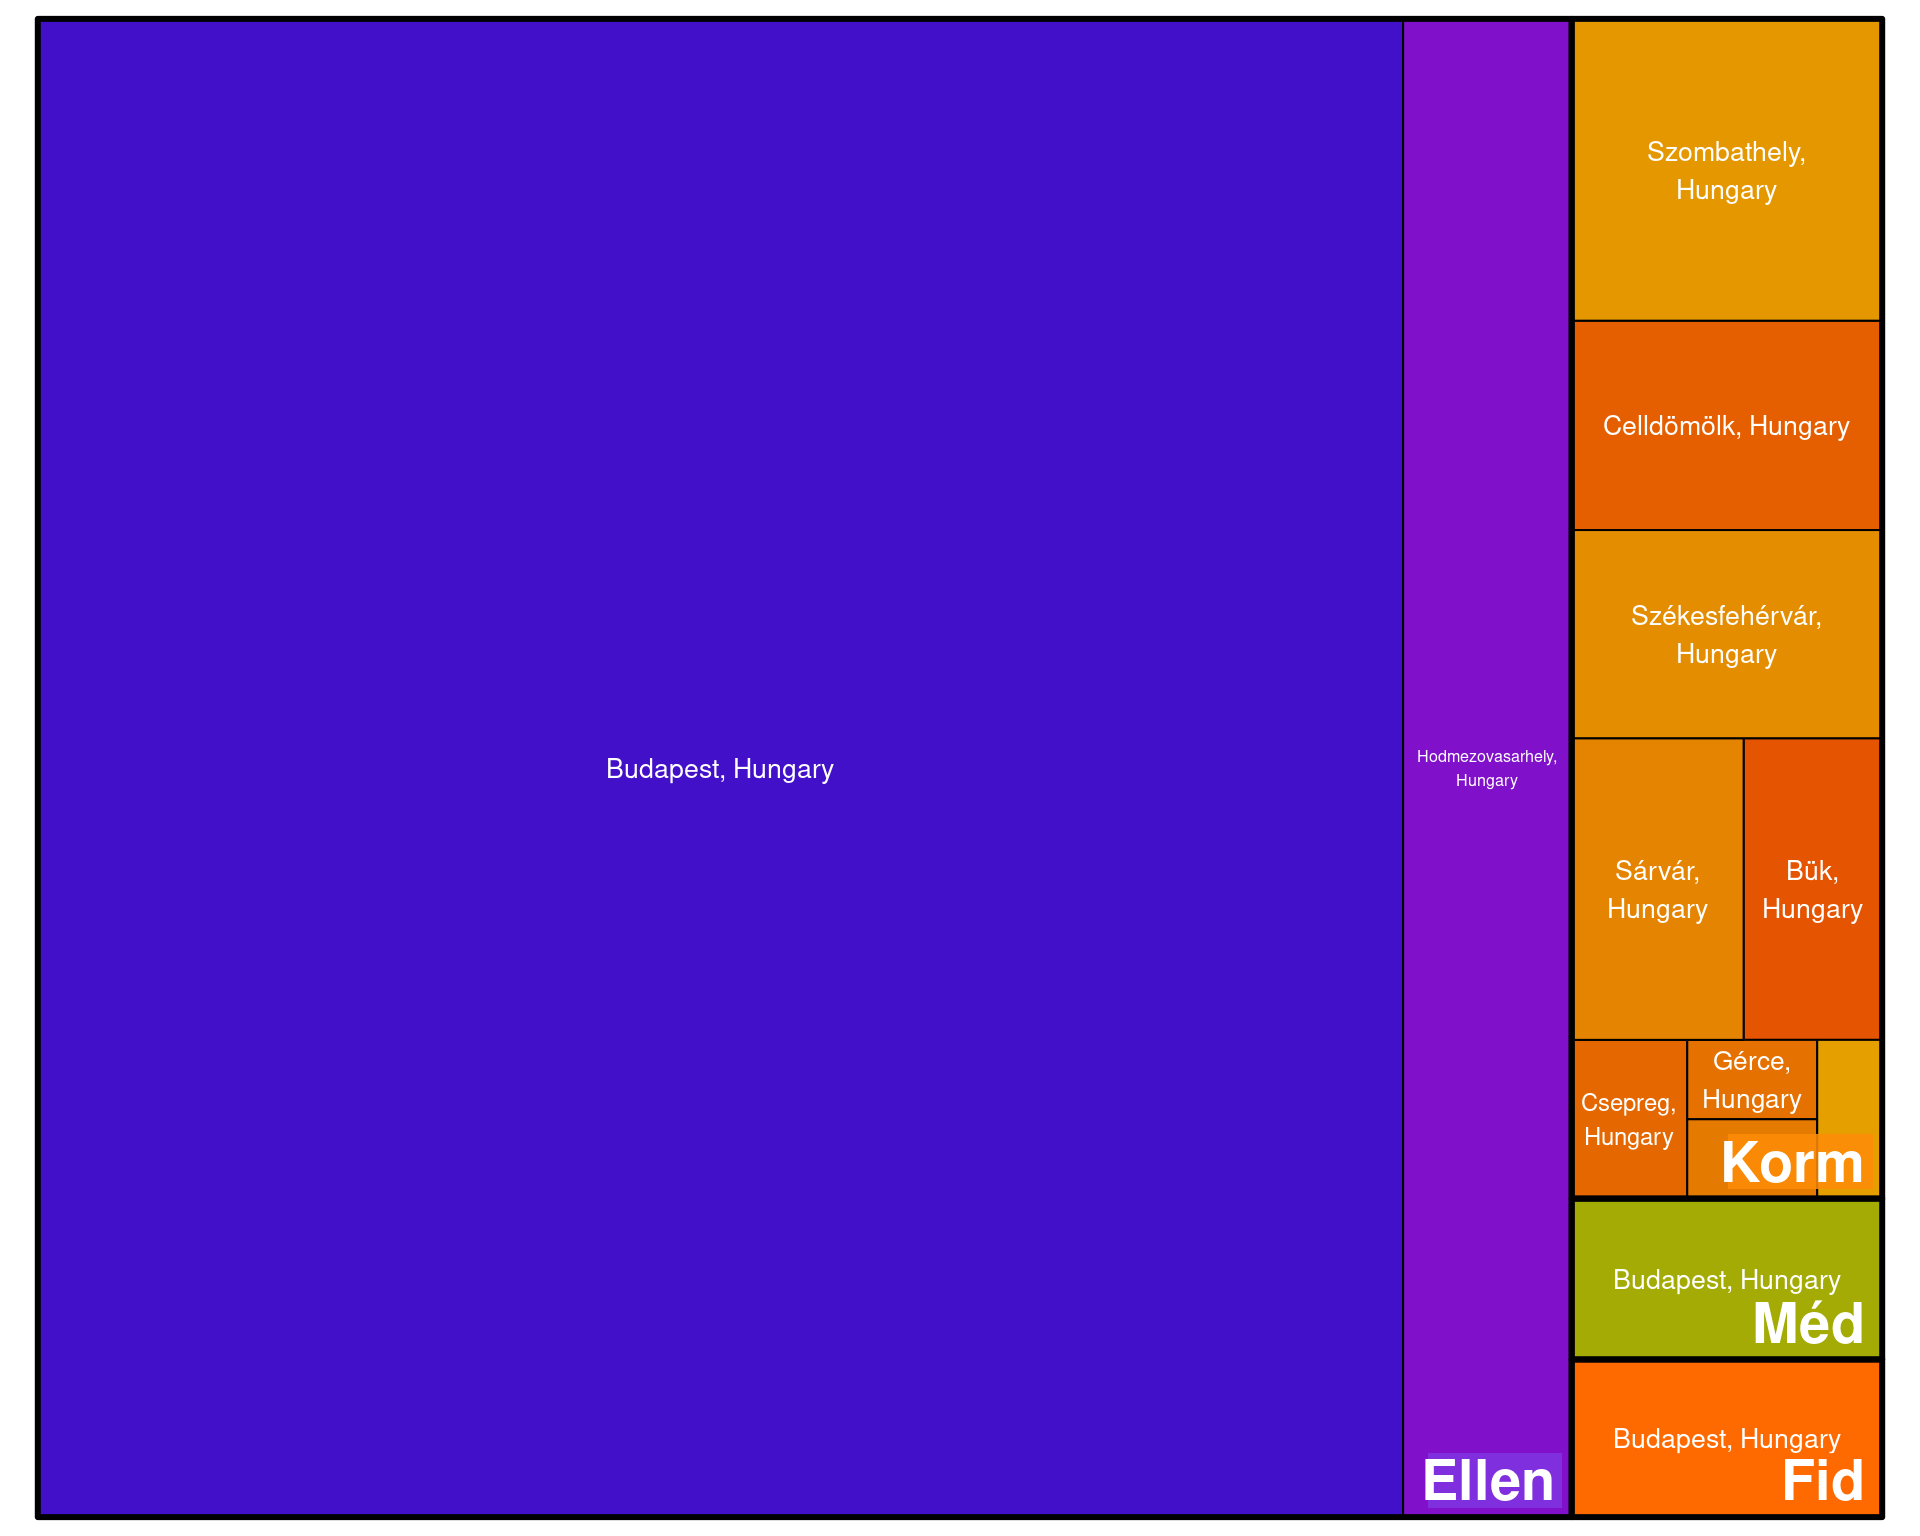 Budapest, Hungary
Hodmezovasarhely,
Hungary
Ellen
Szombathely,
Hungary
Celldömölk, Hungary
Székesfehérvár,
Hungary
Sárvár,
Hungary
Bük,
Hungary
Csepreg,
Hungary
Gérce,
Hungary
Korm
Budapest, Hungary
Méd
Budapest, Hungary
Fid